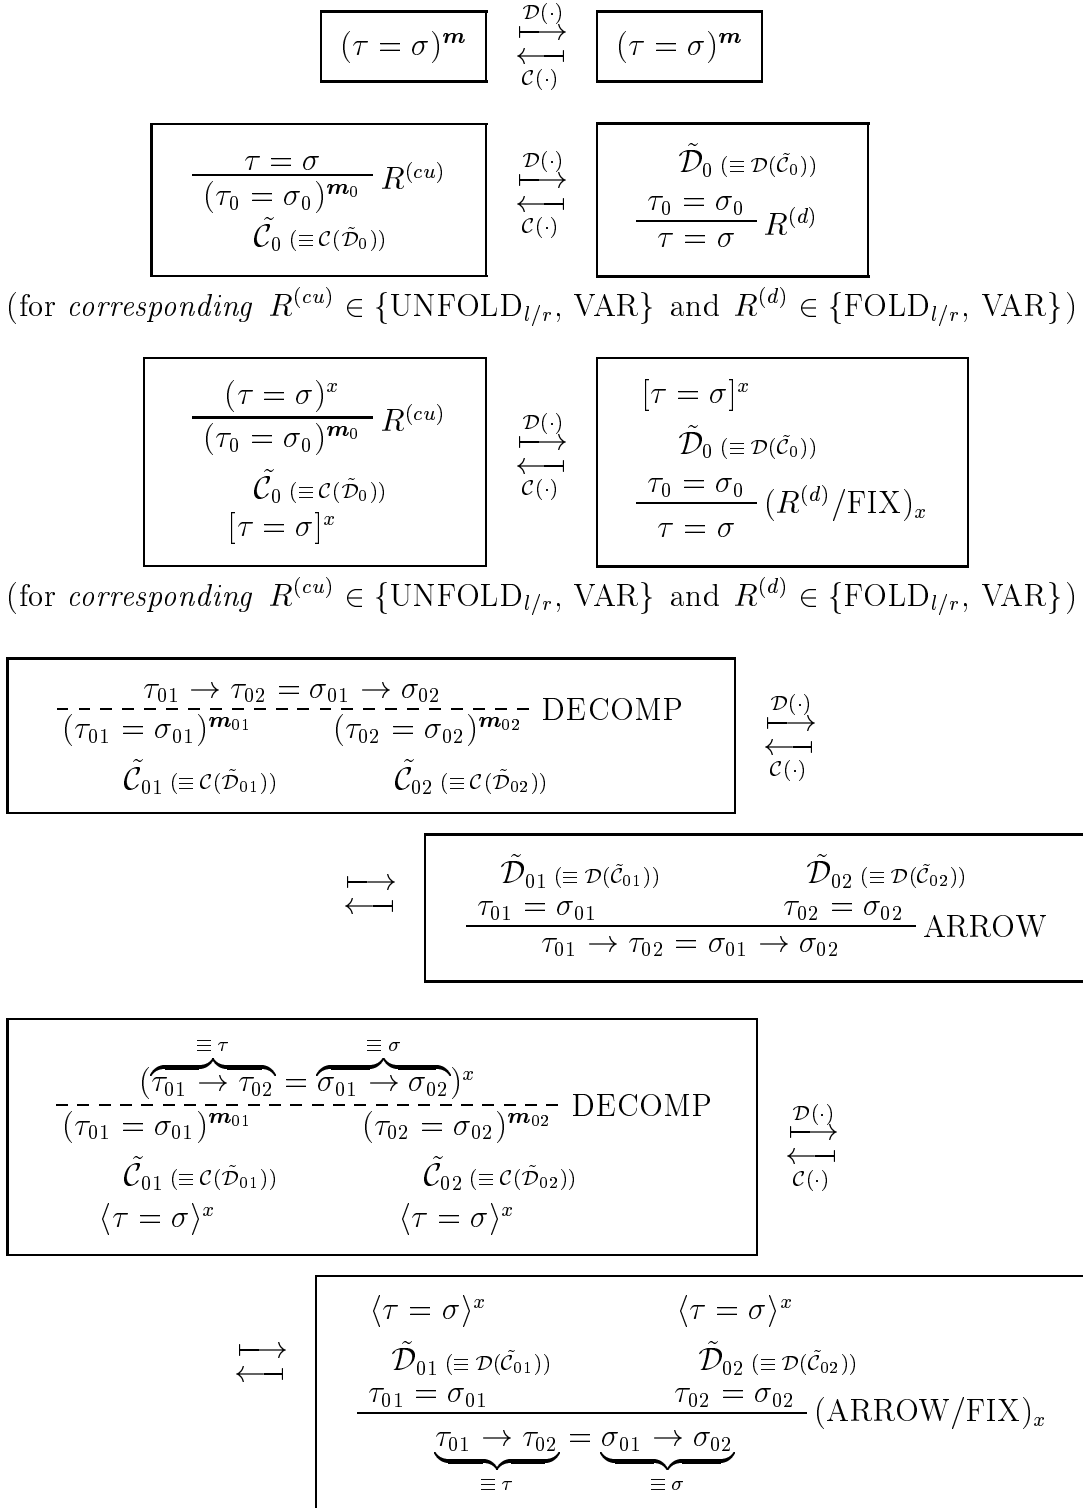 (τ = σ)^𝒎 𝒟(·) ⟼ ⟻ 𝒞(·) (τ = σ)^𝒎
τ = σ
(τ₀ = σ₀)^𝒎₀ R^(cu)
𝒞̃₀ (≡ 𝒞(𝒟̃₀))
𝒟(·) ⟼ ⟻ 𝒞(·)
𝒟̃₀ (≡ 𝒟(𝒞̃₀))
τ₀ = σ₀
τ = σ R^(d)
(for corresponding R^(cu) ∈ {UNFOLD_{l/r}, VAR} and R^(d) ∈ {FOLD_{l/r}, VAR})
(τ = σ)^x
(τ₀ = σ₀)^𝒎₀ R^(cu)
𝒞̃₀ (≡ 𝒞(𝒟̃₀))
[τ = σ]^x
𝒟(·) ⟼ ⟻ 𝒞(·)
[τ = σ]^x
𝒟̃₀ (≡ 𝒟(𝒞̃₀))
τ₀ = σ₀
τ = σ (R^(d)/FIX)_x
(for corresponding R^(cu) ∈ {UNFOLD_{l/r}, VAR} and R^(d) ∈ {FOLD_{l/r}, VAR})
τ₀₁ → τ₀₂ = σ₀₁ → σ₀₂
(τ₀₁ = σ₀₁)^𝒎₀₁ (τ₀₂ = σ₀₂)^𝒎₀₂ DECOMP
𝒞̃₀₁ (≡ 𝒞(𝒟̃₀₁)) 𝒞̃₀₂ (≡ 𝒞(𝒟̃₀₂))
𝒟(·) ⟼ ⟻ 𝒞(·)
⟼ ⟻
𝒟̃₀₁ (≡ 𝒟(𝒞̃₀₁)) 𝒟̃₀₂ (≡ 𝒟(𝒞̃₀₂))
τ₀₁ = σ₀₁ τ₀₂ = σ₀₂
τ₀₁ → τ₀₂ = σ₀₁ → σ₀₂ ARROW
≡ τ ≡ σ
(τ₀₁ → τ₀₂ = σ₀₁ → σ₀₂)^x
(τ₀₁ = σ₀₁)^𝒎₀₁ (τ₀₂ = σ₀₂)^𝒎₀₂ DECOMP
𝒞̃₀₁ (≡ 𝒞(𝒟̃₀₁)) 𝒞̃₀₂ (≡ 𝒞(𝒟̃₀₂))
⟨τ = σ⟩^x ⟨τ = σ⟩^x
𝒟(·) ⟼ ⟻ 𝒞(·)
⟼ ⟻
⟨τ = σ⟩^x ⟨τ = σ⟩^x
𝒟̃₀₁ (≡ 𝒟(𝒞̃₀₁)) 𝒟̃₀₂ (≡ 𝒟(𝒞̃₀₂))
τ₀₁ = σ₀₁ τ₀₂ = σ₀₂
(ARROW/FIX)_x
τ₀₁ → τ₀₂ = σ₀₁ → σ₀₂
≡ τ ≡ σ